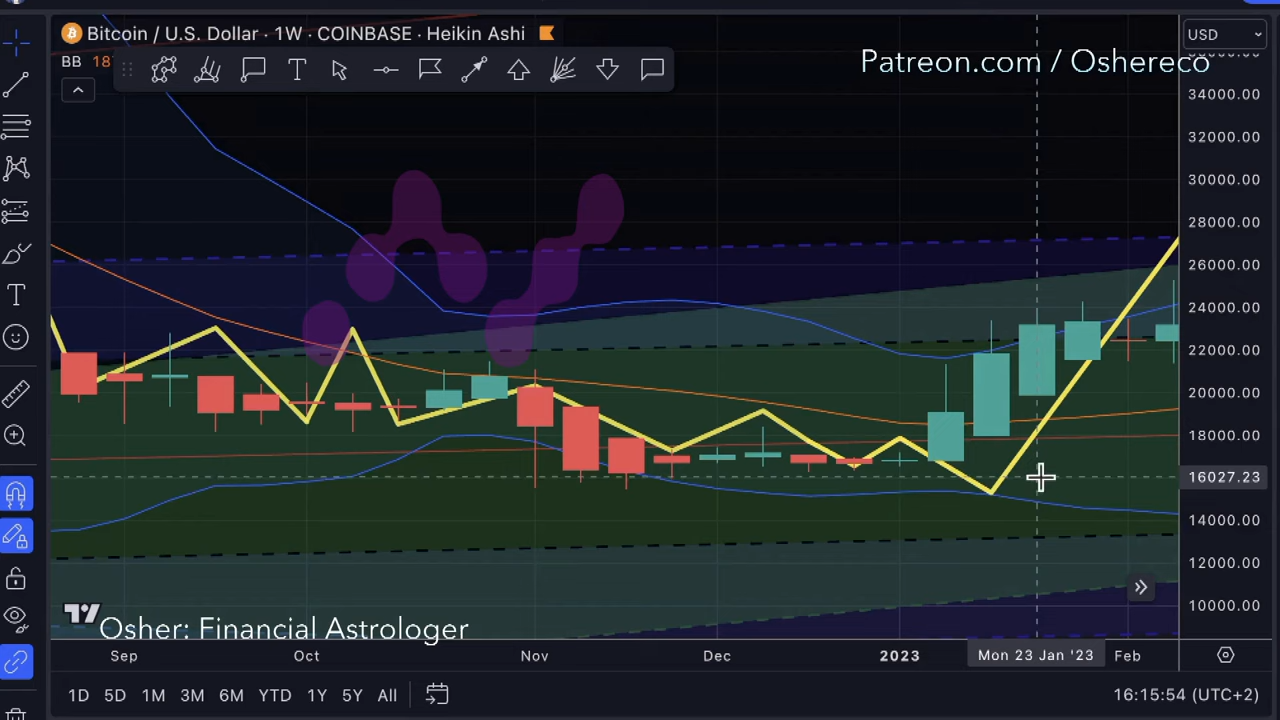 Bitcoin / U.S. Dollar · 1W · COINBASE · Heikin Ashi
USD
BB 18
Patreon.com / Oshereco
34000.00
32000.00
30000.00
28000.00
26000.00
24000.00
22000.00
20000.00
18000.00
16027.23
14000.00
12000.00
10000.00
Osher: Financial Astrologer
Sep Oct Nov Dec 2023 Mon 23 Jan '23 Feb
1D 5D 1M 3M 6M YTD 1Y 5Y All
16:15:54 (UTC+2)